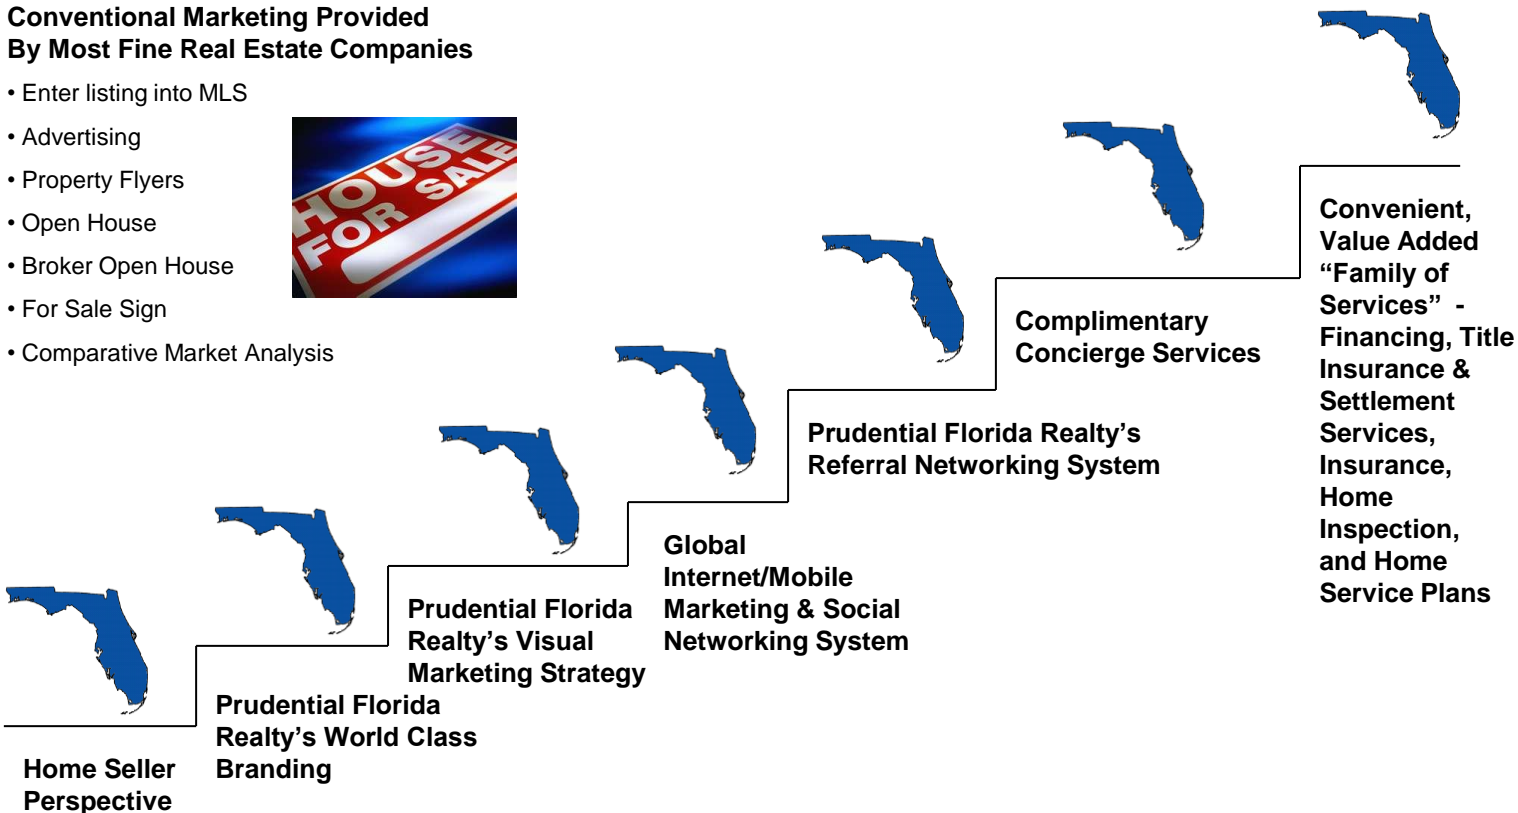 Conventional Marketing Provided
By Most Fine Real Estate Companies
• Enter listing into MLS
• Advertising
• Property Flyers
• Open House
• Broker Open House
• For Sale Sign
• Comparative Market Analysis
HOUSE
FOR SALE
Home Seller
Perspective
Prudential Florida
Realty’s World Class
Branding
Prudential Florida
Realty’s Visual
Marketing Strategy
Global
Internet/Mobile
Marketing & Social
Networking System
Prudential Florida Realty’s
Referral Networking System
Complimentary
Concierge Services
Convenient,
Value Added
“Family of
Services” -
Financing, Title
Insurance &
Settlement
Services,
Insurance,
Home
Inspection,
and Home
Service Plans